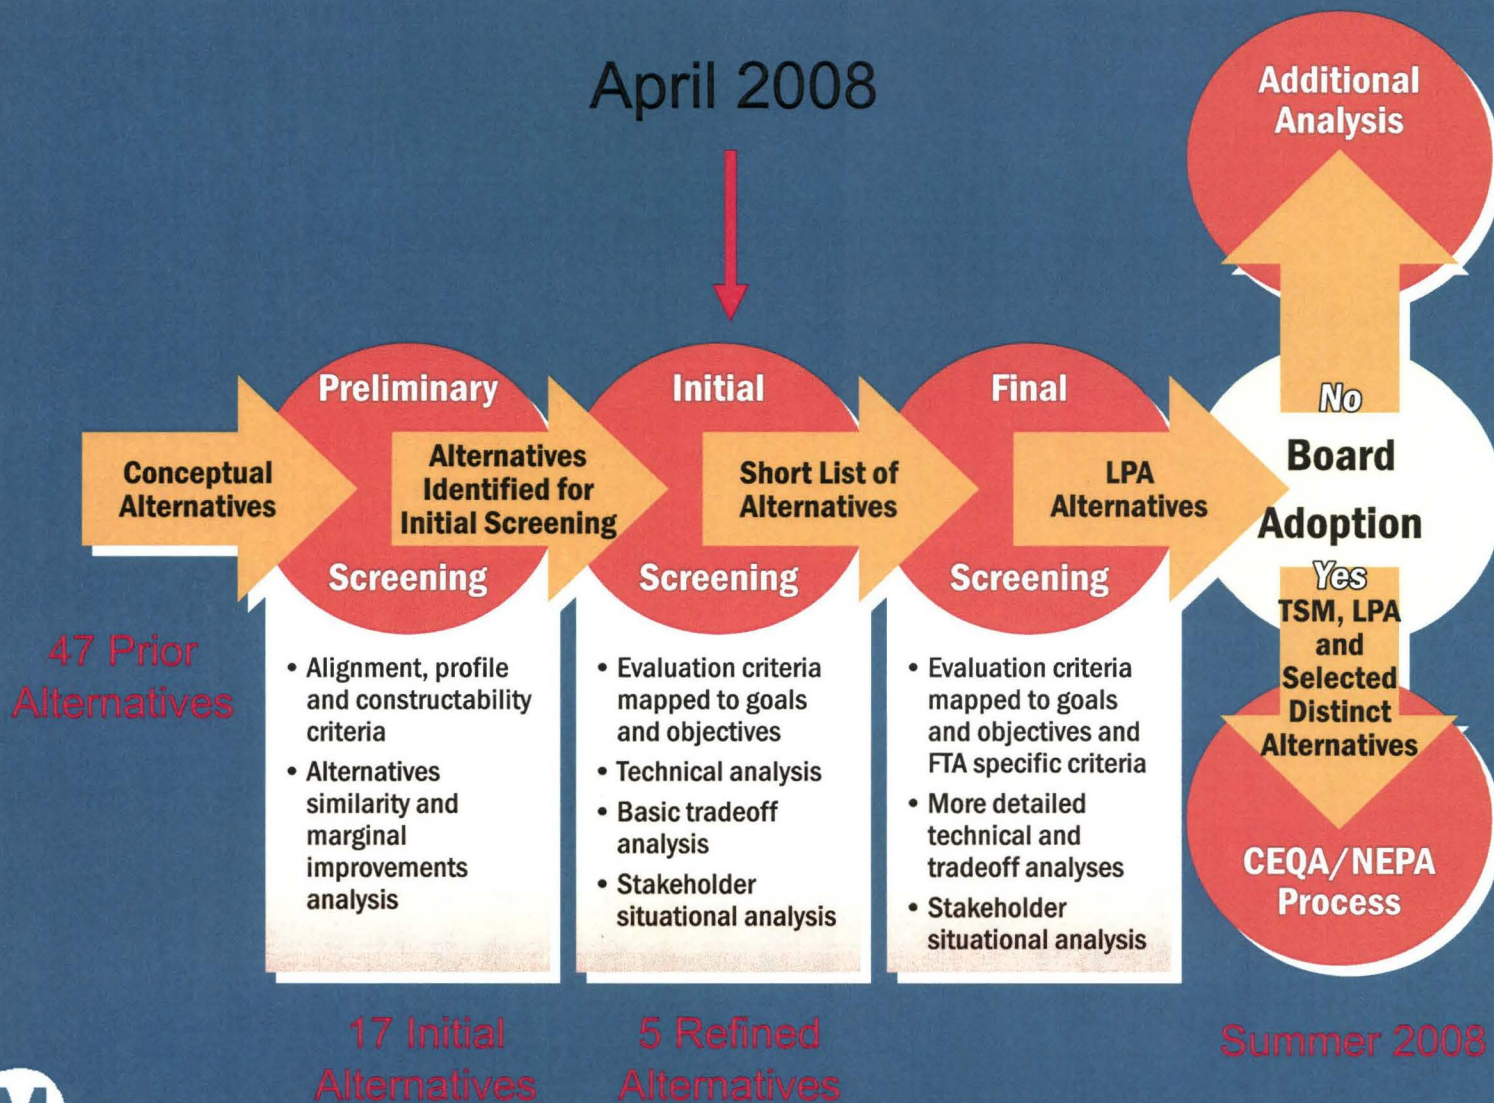 April 2008
Additional
Analysis
No
Board
Adoption
Yes
TSM, LPA
and
Selected
Distinct
Alternatives
CEQA/NEPA
Process
Summer 2008
Conceptual
Alternatives
47 Prior
Alternatives
Preliminary
Alternatives
Identified for
Initial Screening
Screening
• Alignment, profile
and constructability
criteria
• Alternatives
similarity and
marginal
improvements
analysis
17 Initial
Alternatives
Initial
Short List of
Alternatives
Screening
• Evaluation criteria
mapped to goals
and objectives
• Technical analysis
• Basic tradeoff
analysis
• Stakeholder
situational analysis
5 Refined
Alternatives
Final
LPA
Alternatives
Screening
• Evaluation criteria
mapped to goals
and objectives and
FTA specific criteria
• More detailed
technical and
tradeoff analyses
• Stakeholder
situational analysis
M